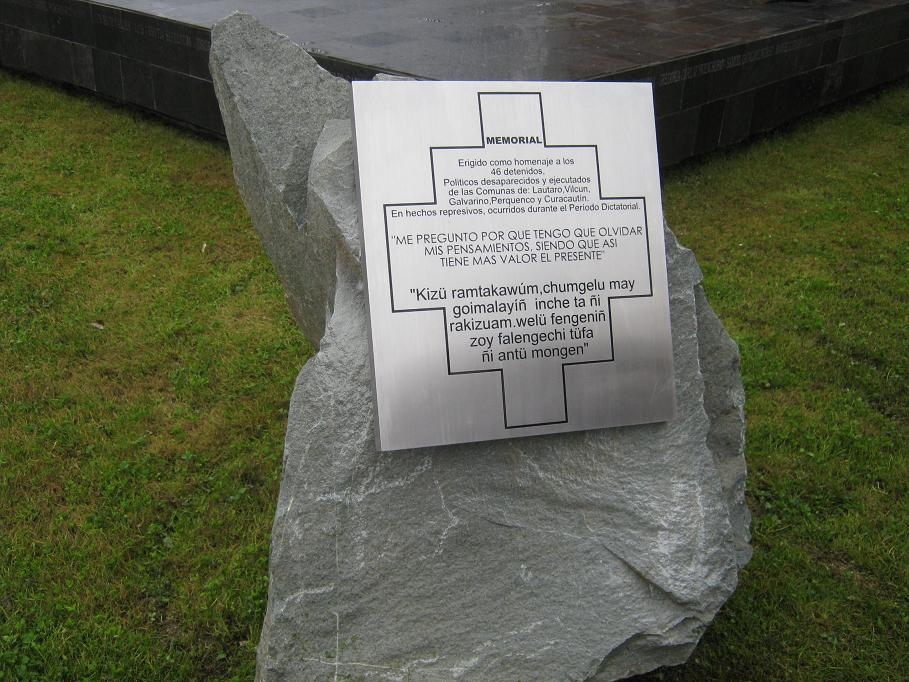 MEMORIAL
Erigido como homenaje a los
46 detenidos,
Politicos desaparecidos y ejecutados
de las Comunas de: Lautaro,Vilcun,
Galvarino,Perquenco y Curacautin.
En hechos represivos, ocurridos durante el Periodo Dictatorial.
"ME PREGUNTO POR QUE TENGO QUE OLVIDAR
MIS PENSAMIENTOS, SIENDO QUE ASI
TIENE MAS VALOR EL PRESENTE"
"Kizü ramtakawúm,chumgelu may
goimalayíñ inche ta ñi
rakizuam.welü fengeniñ
zoy falengechi tüfa
ñi antü mongen"